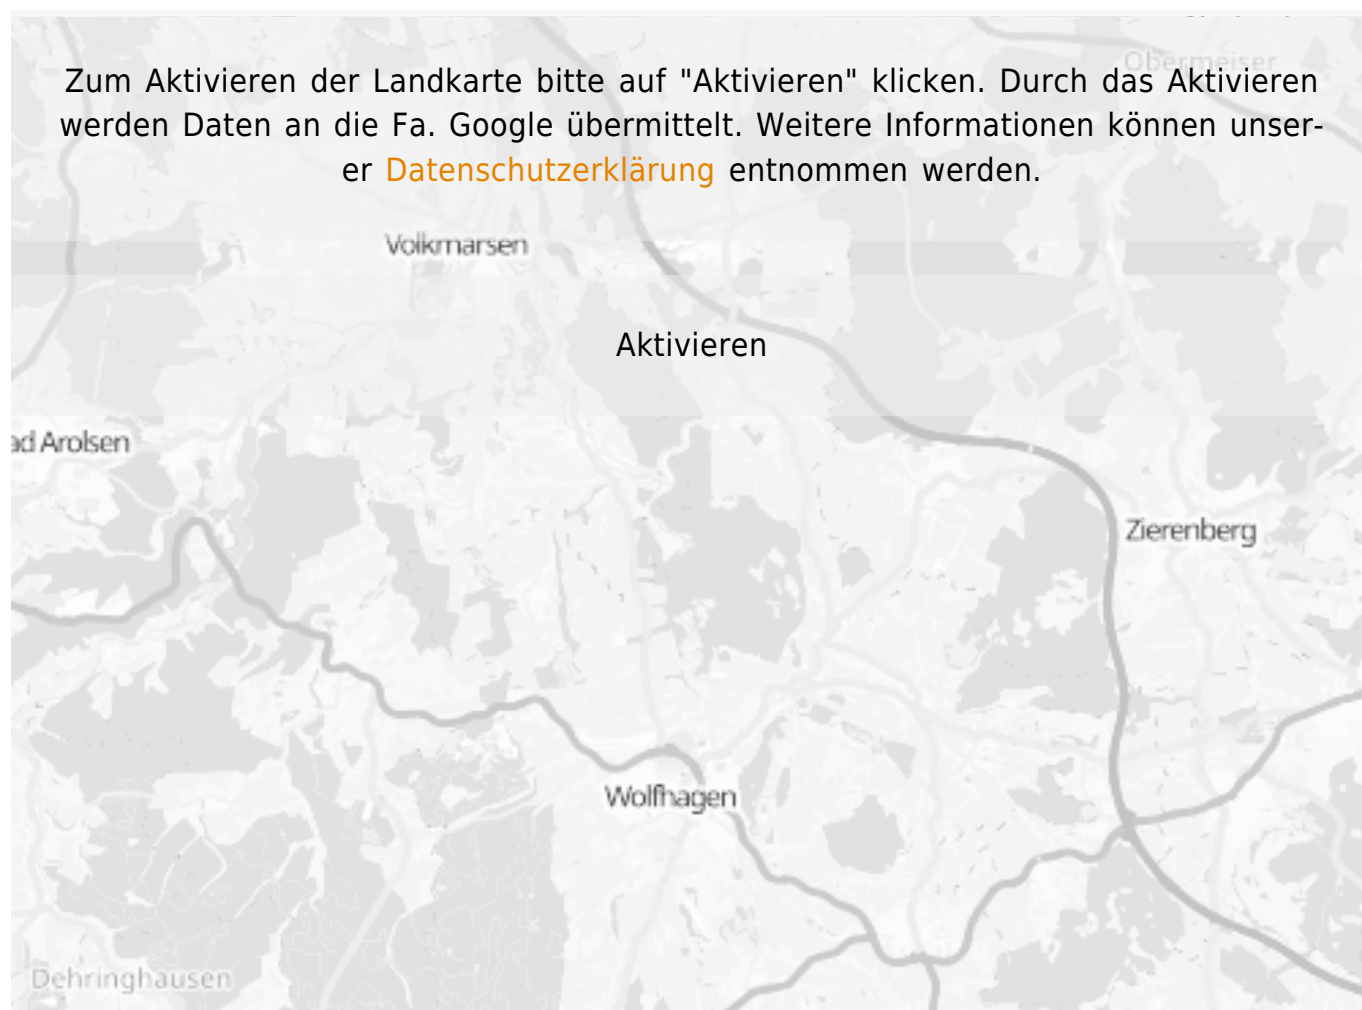 Obermeiser
Zum Aktivieren der Landkarte bitte auf "Aktivieren" klicken. Durch das Aktivieren
werden Daten an die Fa. Google übermittelt. Weitere Informationen können unser-
er Datenschutzerklärung entnommen werden.
Volkmarsen
Aktivieren
ad Arolsen
Zierenberg
Wolfhagen
Dehringhausen